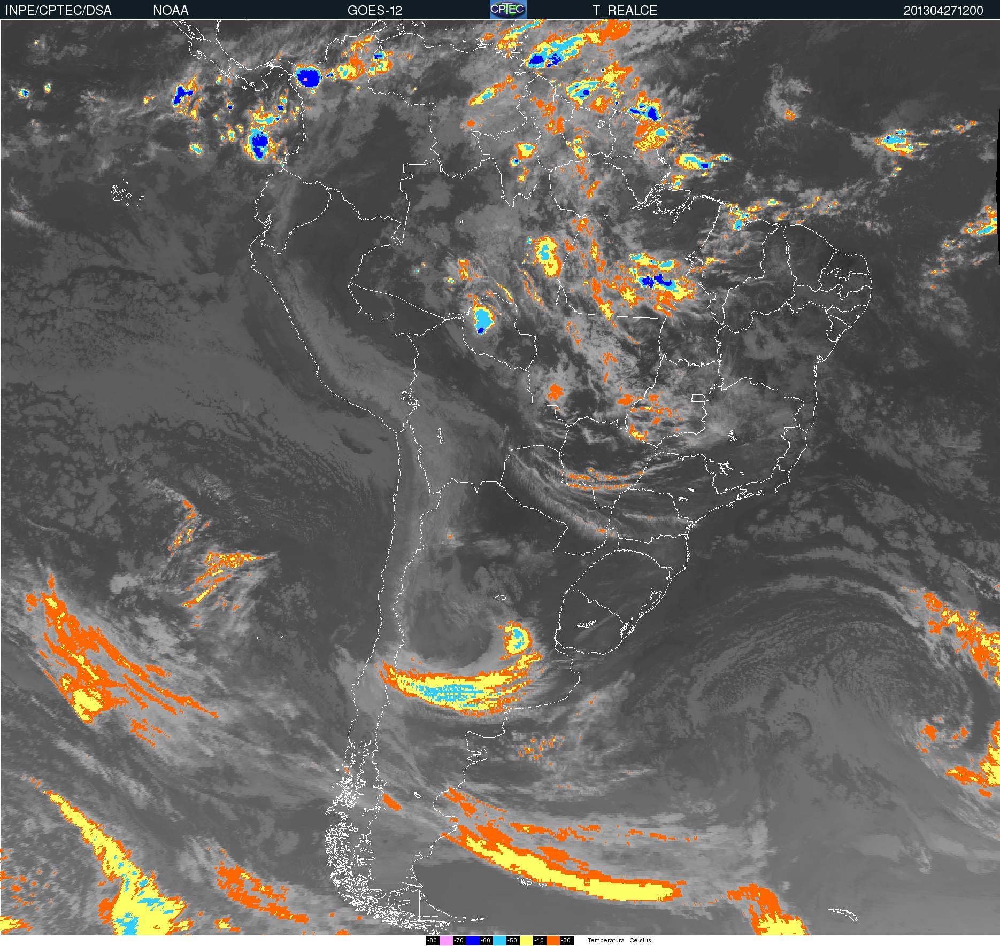 INPE/CPTEC/DSA NOAA GOES-12 CPTEC T_REALCE 201304271200
-80 -70 -60 -50 -40 -30 Temperatura Celsius